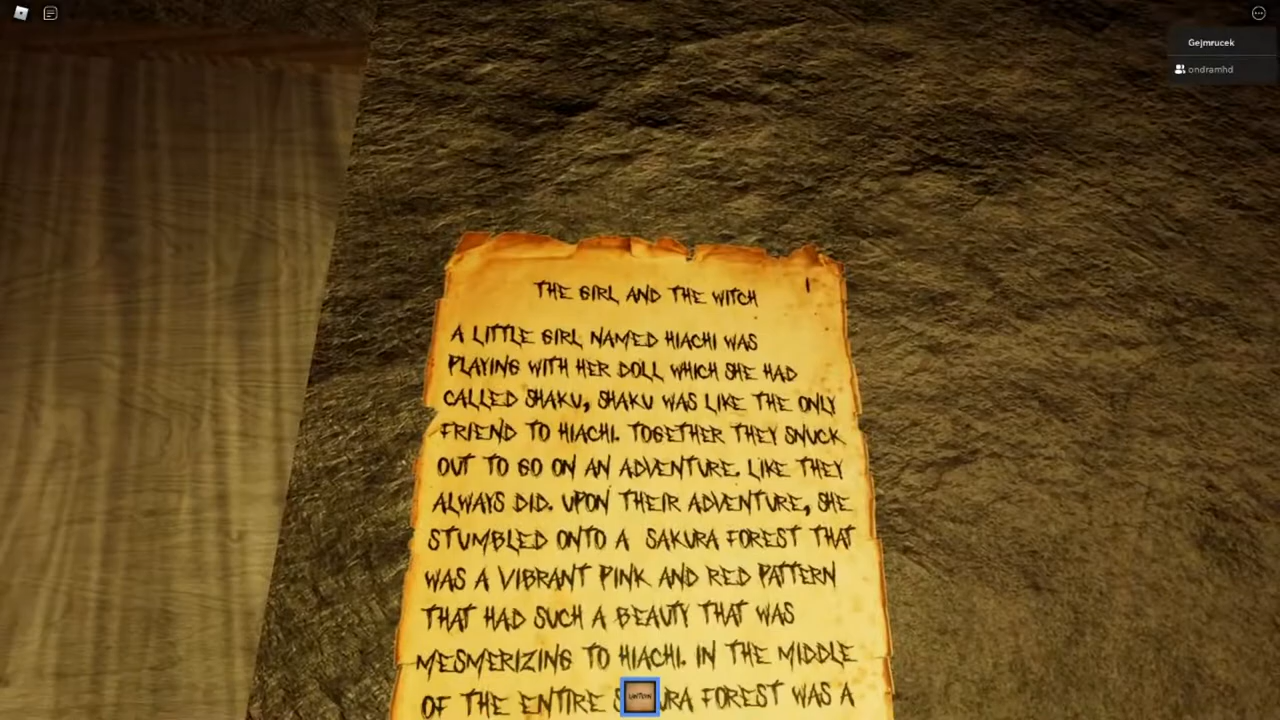 Gejmrucek
ondramhd
THE GIRL AND THE WITCH
1
A LITTLE GIRL NAMED HIACHI WAS
PLAYING WITH HER DOLL WHICH SHE HAD
CALLED SHAKU, SHAKU WAS LIKE THE ONLY
FRIEND TO HIACHI. TOGETHER THEY SNUCK
OUT TO GO ON AN ADVENTURE. LIKE THEY
ALWAYS DID. UPON THEIR ADVENTURE, SHE
STUMBLED ONTO A SAKURA FOREST THAT
WAS A VIBRANT PINK AND RED PATTERN
THAT HAD SUCH A BEAUTY THAT WAS
MESMERIZING TO HIACHI. IN THE MIDDLE
OF THE ENTIRE FOREST WAS A